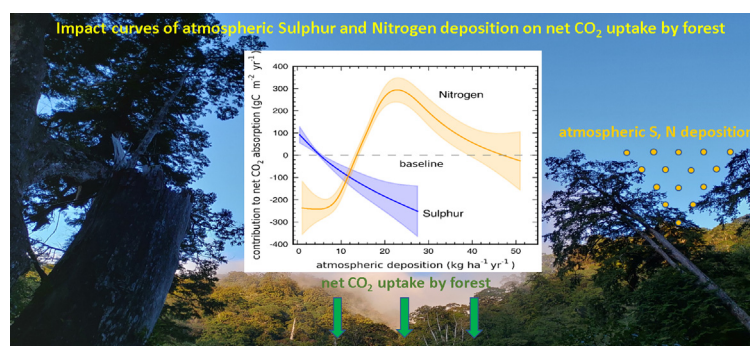 Impact curves of atmospheric Sulphur and Nitrogen deposition on net CO₂ uptake by forest
contribution to net CO₂ absorption (gC m⁻² yr⁻¹)
400
300
200
100
0
-100
-200
-300
-400
Nitrogen
baseline
Sulphur
0 10 20 30 40 50
atmospheric deposition (kg ha⁻¹ yr⁻¹)
atmospheric S, N deposition
net CO₂ uptake by forest